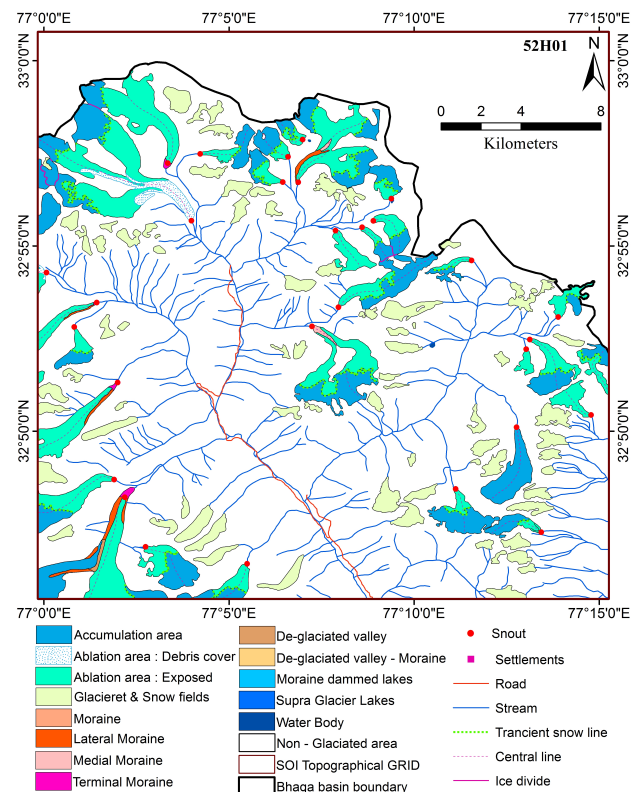 77°0'0"E 77°5'0"E 77°10'0"E 77°15'0"E
52H01
N
33°0'0"N 33°0'0"N
0 2 4 6 8
Kilometers
32°55'0"N 32°55'0"N
32°50'0"N 32°50'0"N
77°0'0"E 77°5'0"E 77°10'0"E 77°15'0"E
Accumulation area
Ablation area : Debris cover
Ablation area : Exposed
Glacieret & Snow fields
Moraine
Lateral Moraine
Medial Moraine
Terminal Moraine
De-glaciated valley
De-glaciated valley - Moraine
Moraine dammed lakes
Supra Glacier Lakes
Water Body
Non - Glaciated area
SOI Topographical GRID
Bhaga basin boundary
Snout
Settlements
Road
Stream
Trancient snow line
Central line
Ice divide